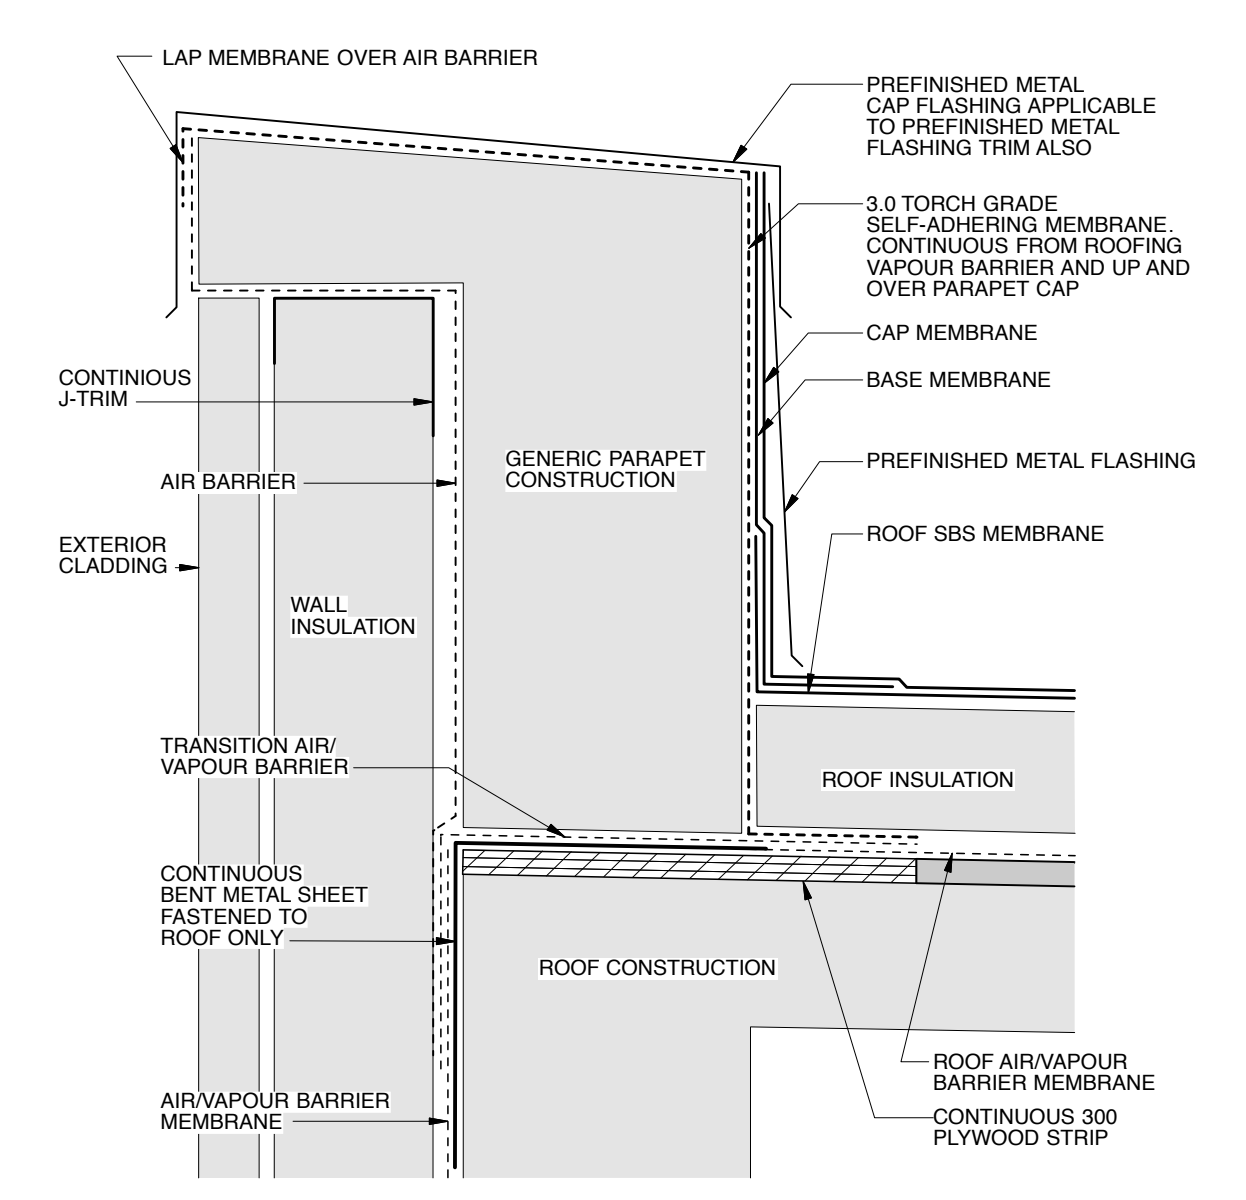 LAP MEMBRANE OVER AIR BARRIER
PREFINISHED METAL
CAP FLASHING APPLICABLE
TO PREFINISHED METAL
FLASHING TRIM ALSO
3.0 TORCH GRADE
SELF-ADHERING MEMBRANE.
CONTINUOUS FROM ROOFING
VAPOUR BARRIER AND UP AND
OVER PARAPET CAP
CAP MEMBRANE
BASE MEMBRANE
PREFINISHED METAL FLASHING
ROOF SBS MEMBRANE
CONTINIOUS
J-TRIM
AIR BARRIER
GENERIC PARAPET
CONSTRUCTION
EXTERIOR
CLADDING
WALL
INSULATION
TRANSITION AIR/
VAPOUR BARRIER
ROOF INSULATION
CONTINUOUS
BENT METAL SHEET
FASTENED TO
ROOF ONLY
ROOF CONSTRUCTION
AIR/VAPOUR BARRIER
MEMBRANE
ROOF AIR/VAPOUR
BARRIER MEMBRANE
CONTINUOUS 300
PLYWOOD STRIP